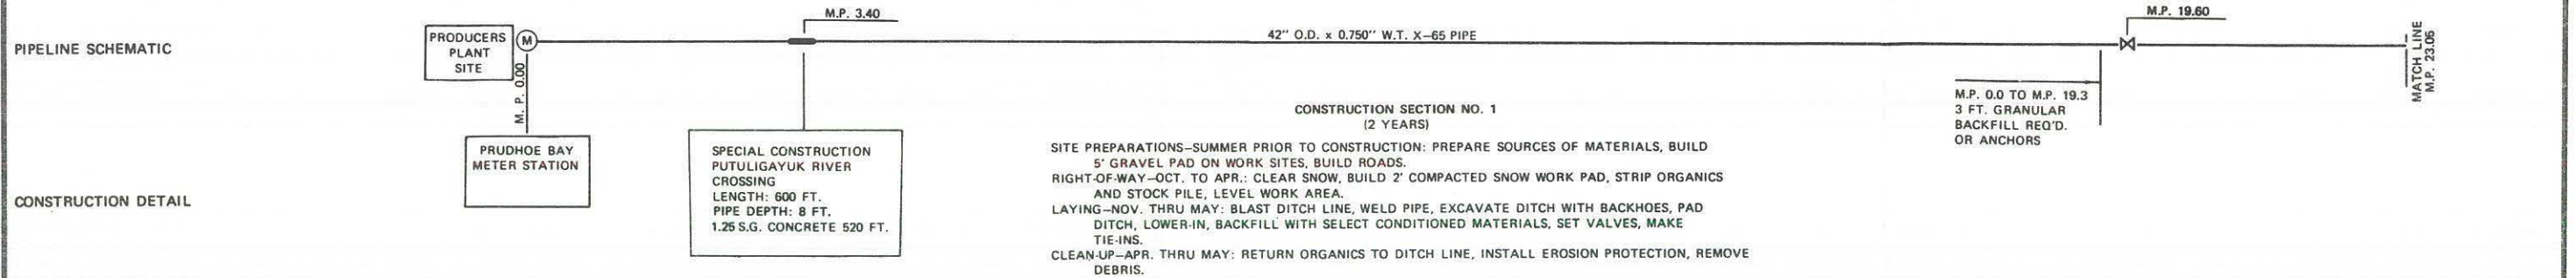 M.P. 3.40
M.P. 19.60
PIPELINE SCHEMATIC
PRODUCERS
PLANT
SITE
M
42" O.D. x 0.750" W.T. X-65 PIPE
MATCH LINE
M.P. 23.05
M. P. 0.00
PRUDHOE BAY
METER STATION
M.P. 0.0 TO M.P. 19.3
3 FT. GRANULAR
BACKFILL REQ'D.
OR ANCHORS
CONSTRUCTION DETAIL
SPECIAL CONSTRUCTION
PUTULIGAYUK RIVER
CROSSING
LENGTH: 600 FT.
PIPE DEPTH: 8 FT.
1.25 S.G. CONCRETE 520 FT.
CONSTRUCTION SECTION NO. 1
(2 YEARS)
SITE PREPARATIONS–SUMMER PRIOR TO CONSTRUCTION: PREPARE SOURCES OF MATERIALS, BUILD
5' GRAVEL PAD ON WORK SITES, BUILD ROADS.
RIGHT-OF-WAY–OCT. TO APR.: CLEAR SNOW, BUILD 2' COMPACTED SNOW WORK PAD, STRIP ORGANICS
AND STOCK PILE, LEVEL WORK AREA.
LAYING–NOV. THRU MAY: BLAST DITCH LINE, WELD PIPE, EXCAVATE DITCH WITH BACKHOES, PAD
DITCH, LOWER-IN, BACKFILL WITH SELECT CONDITIONED MATERIALS, SET VALVES, MAKE
TIE-INS.
CLEAN-UP–APR. THRU MAY: RETURN ORGANICS TO DITCH LINE, INSTALL EROSION PROTECTION, REMOVE
DEBRIS.